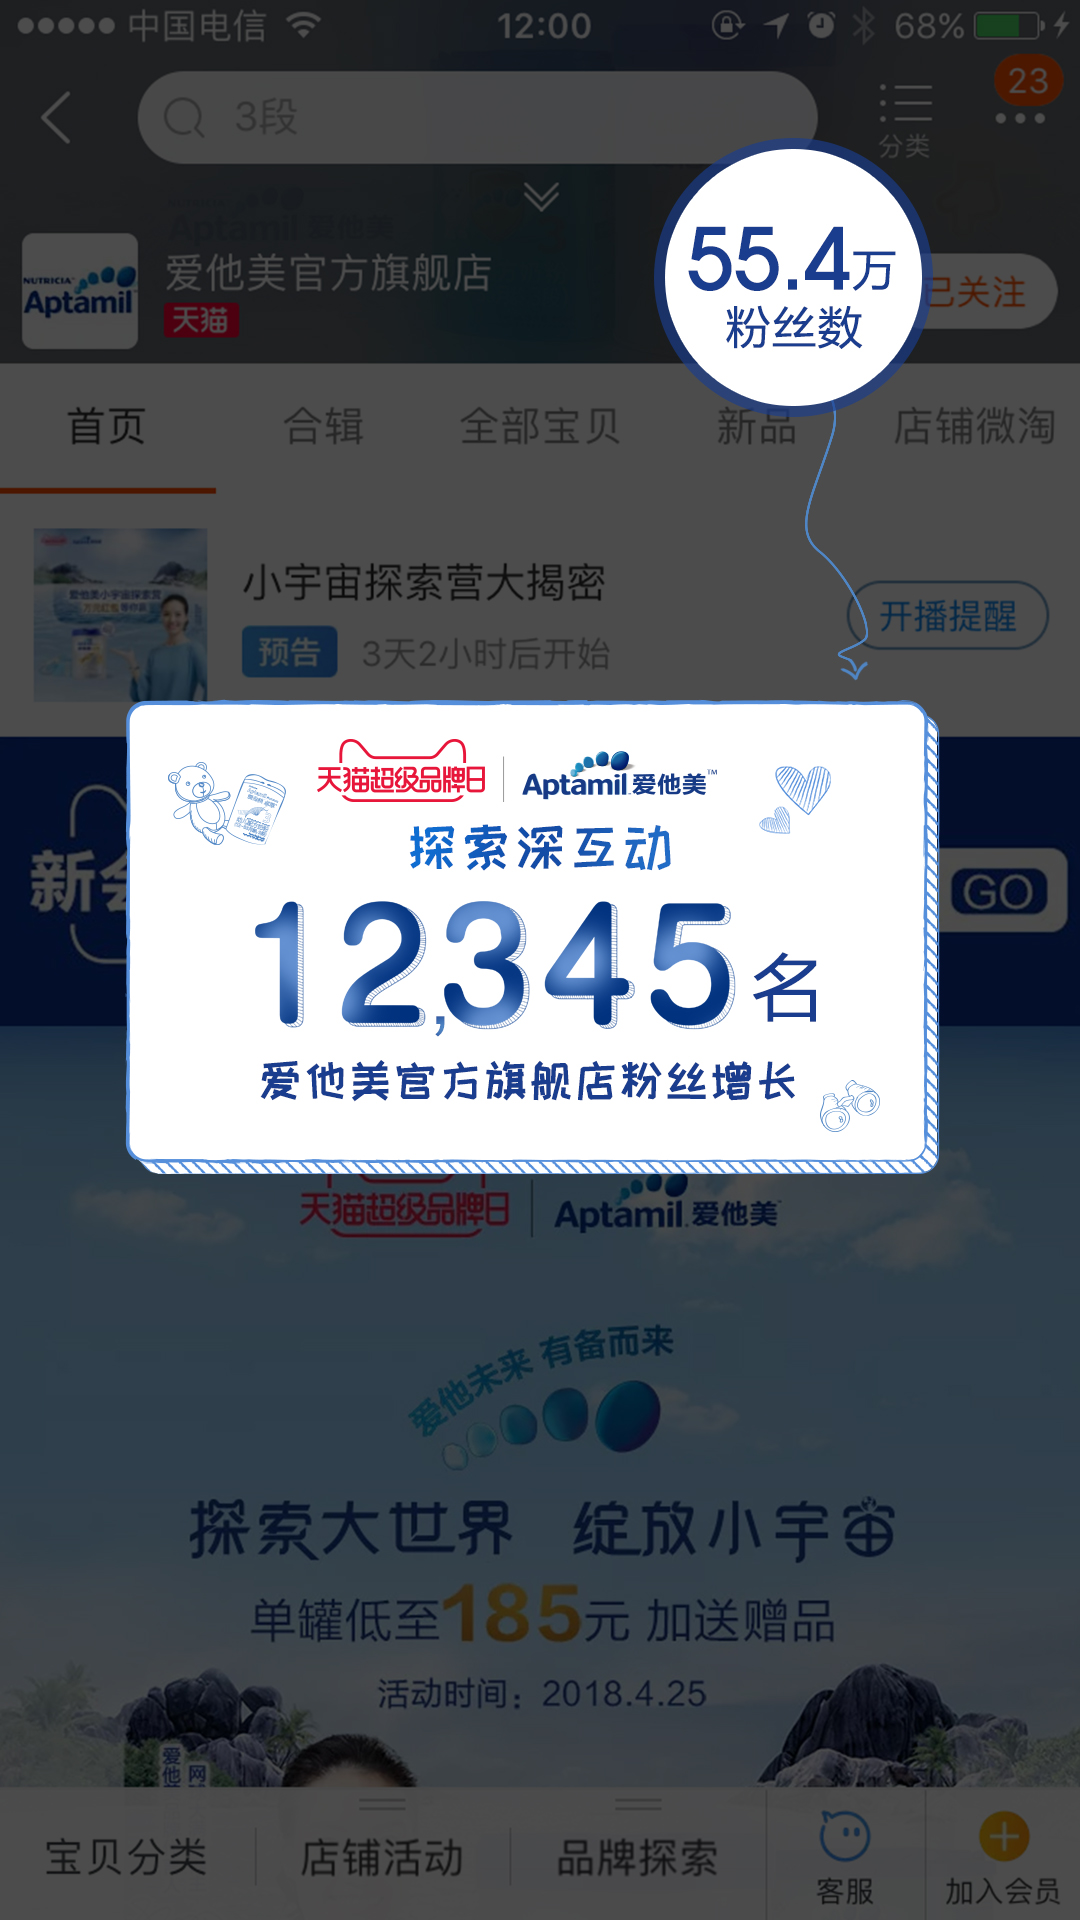 中国电信
12:00
68%
3段
分类
23
Aptamil 爱他美
NUTRICIA
Aptamil
爱他美官方旗舰店
天猫
55.4万
粉丝数
已关注
首页
合辑
全部宝贝
新品
店铺微淘
小宇宙探索营大揭密
预告
3天2小时后开始
开播提醒
天猫超级品牌日
Aptamil 爱他美™
探索深互动
12,345名
爱他美官方旗舰店粉丝增长
新会
GO
天猫超级品牌日
Aptamil 爱他美
爱他未来 有备而来
探索大世界 绽放小宇宙
单罐低至185元 加送赠品
活动时间：2018.4.25
宝贝分类
店铺活动
品牌探索
客服
加入会员